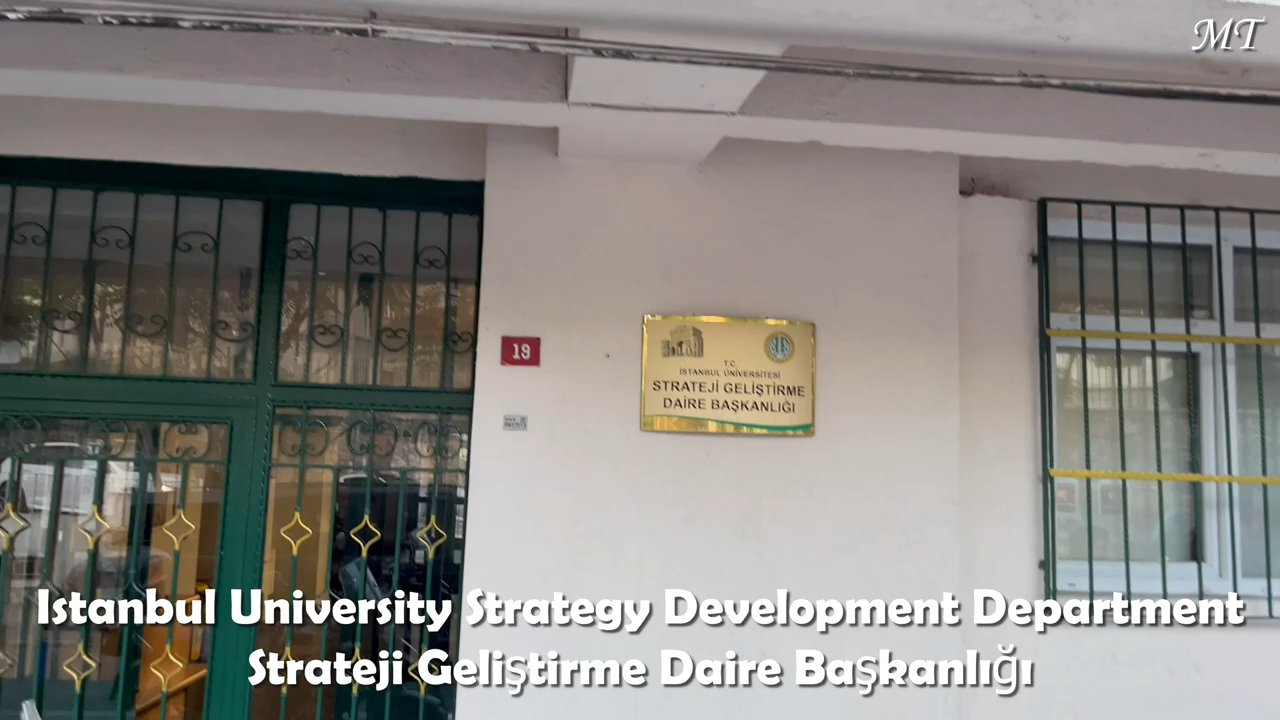 MT
19
T.C.
İSTANBUL ÜNİVERSİTESİ
STRATEJİ GELİŞTİRME
DAİRE BAŞKANLIĞI
Istanbul University Strategy Development Department
Strateji Geliştirme Daire Başkanlığı